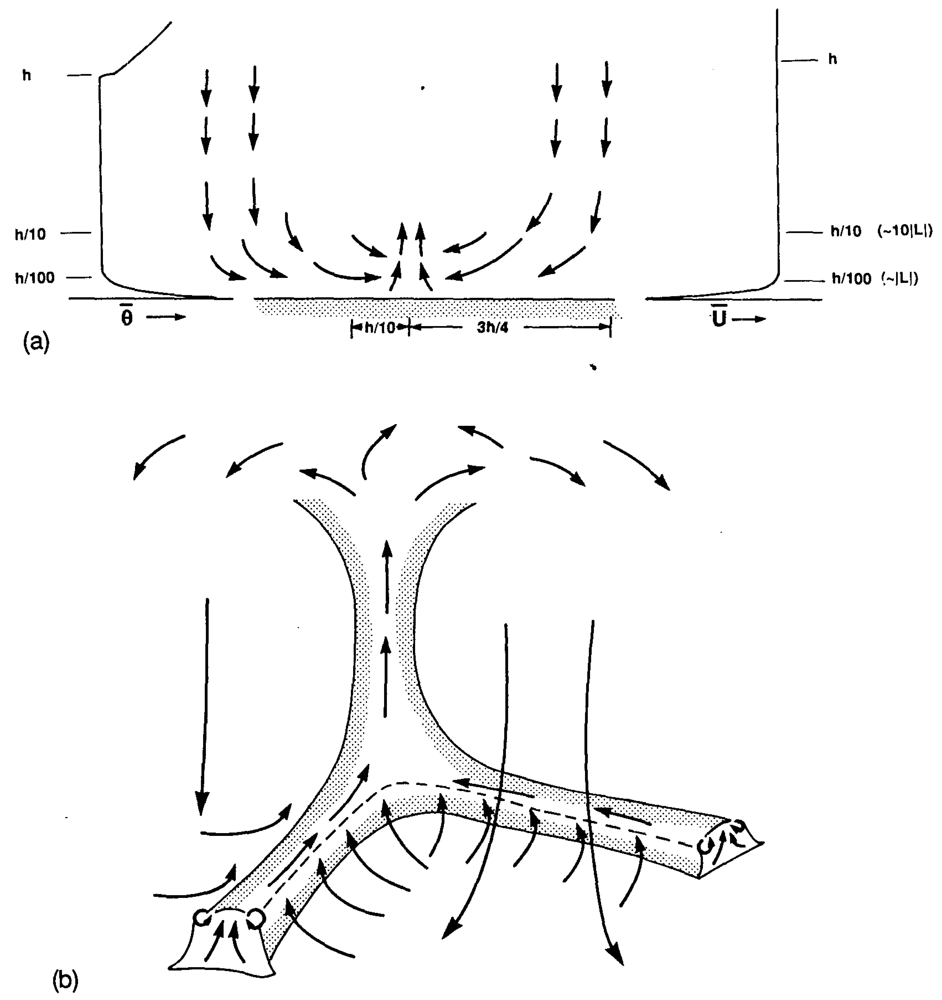 h
h
h/10
h/10 (~10|L|)
h/100
h/100 (~|L|)
θ̅
h/10
3h/4
U̅
(a)
(b)